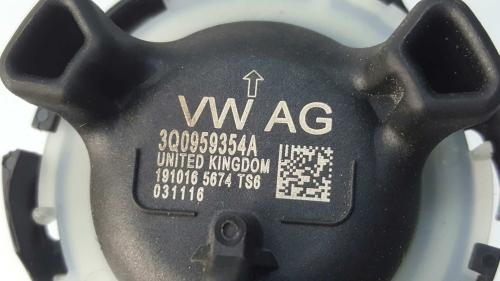 VW AG
3Q0959354A
UNITED KINGDOM
191016 5674 TS6
031116